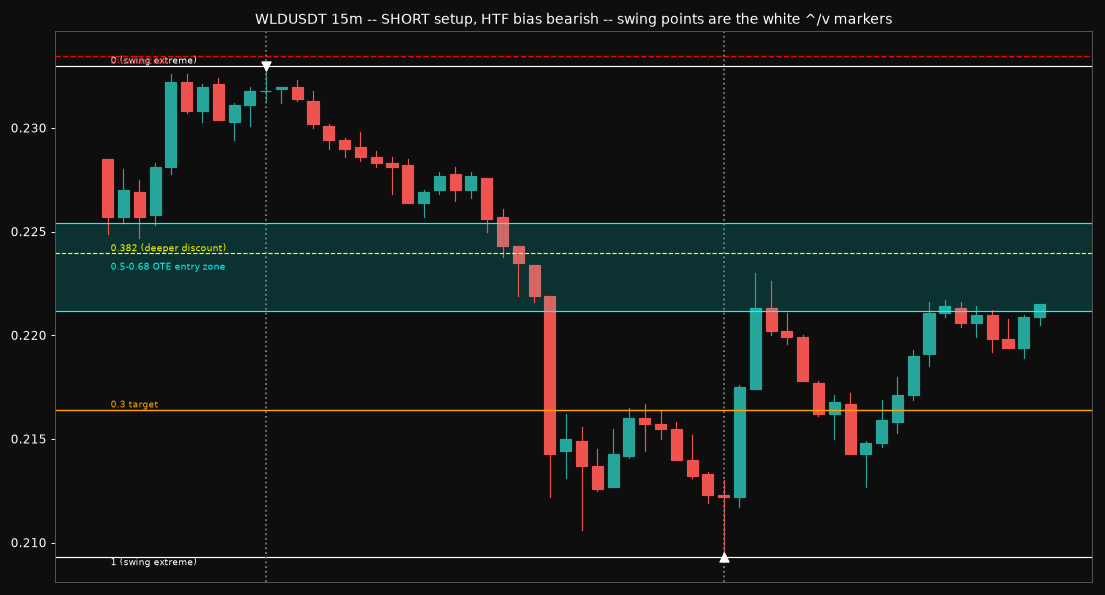 WLDUSDT 15m -- SHORT setup, HTF bias bearish -- swing points are the white ^/v markers
0 (swing extreme)
0.230
0.225
0.382 (deeper discount)
0.5-0.68 OTE entry zone
0.220
0.3 target
0.215
0.210
1 (swing extreme)